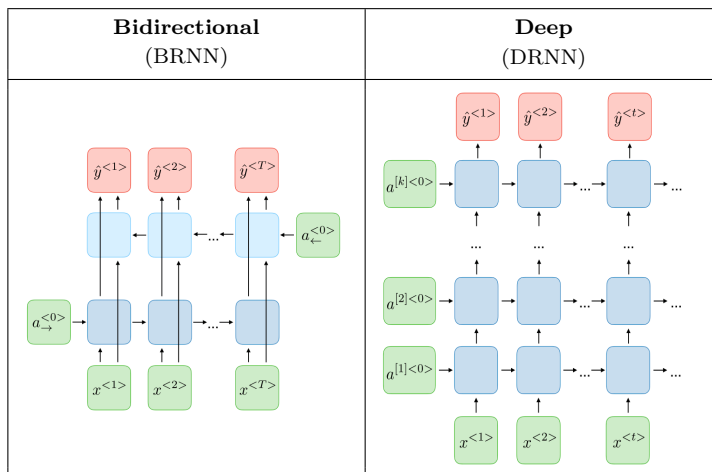 Bidirectional
(BRNN)
ŷ<1> ŷ<2> ŷ<T>
... a←<0>
a→<0> ...
x<1> x<2> x<T>
Deep
(DRNN)
ŷ<1> ŷ<2> ŷ<t>
a[k]<0> ... ...
... ...
a[2]<0> ... ...
a[1]<0> ... ...
x<1> x<2> x<t>